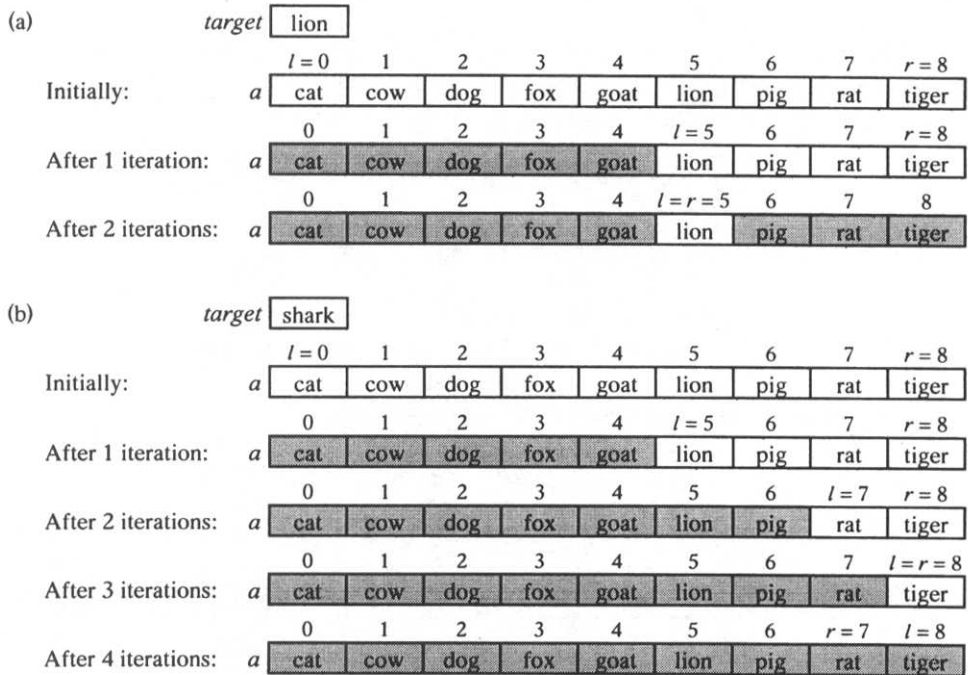 (a) target lion
l = 0 1 2 3 4 5 6 7 r = 8
Initially: a cat cow dog fox goat lion pig rat tiger
0 1 2 3 4 l = 5 6 7 r = 8
After 1 iteration: a cat cow dog fox goat lion pig rat tiger
0 1 2 3 4 l = r = 5 6 7 8
After 2 iterations: a cat cow dog fox goat lion pig rat tiger
(b) target shark
l = 0 1 2 3 4 5 6 7 r = 8
Initially: a cat cow dog fox goat lion pig rat tiger
0 1 2 3 4 l = 5 6 7 r = 8
After 1 iteration: a cat cow dog fox goat lion pig rat tiger
0 1 2 3 4 5 6 l = 7 r = 8
After 2 iterations: a cat cow dog fox goat lion pig rat tiger
0 1 2 3 4 5 6 7 l = r = 8
After 3 iterations: a cat cow dog fox goat lion pig rat tiger
0 1 2 3 4 5 6 r = 7 l = 8
After 4 iterations: a cat cow dog fox goat lion pig rat tiger